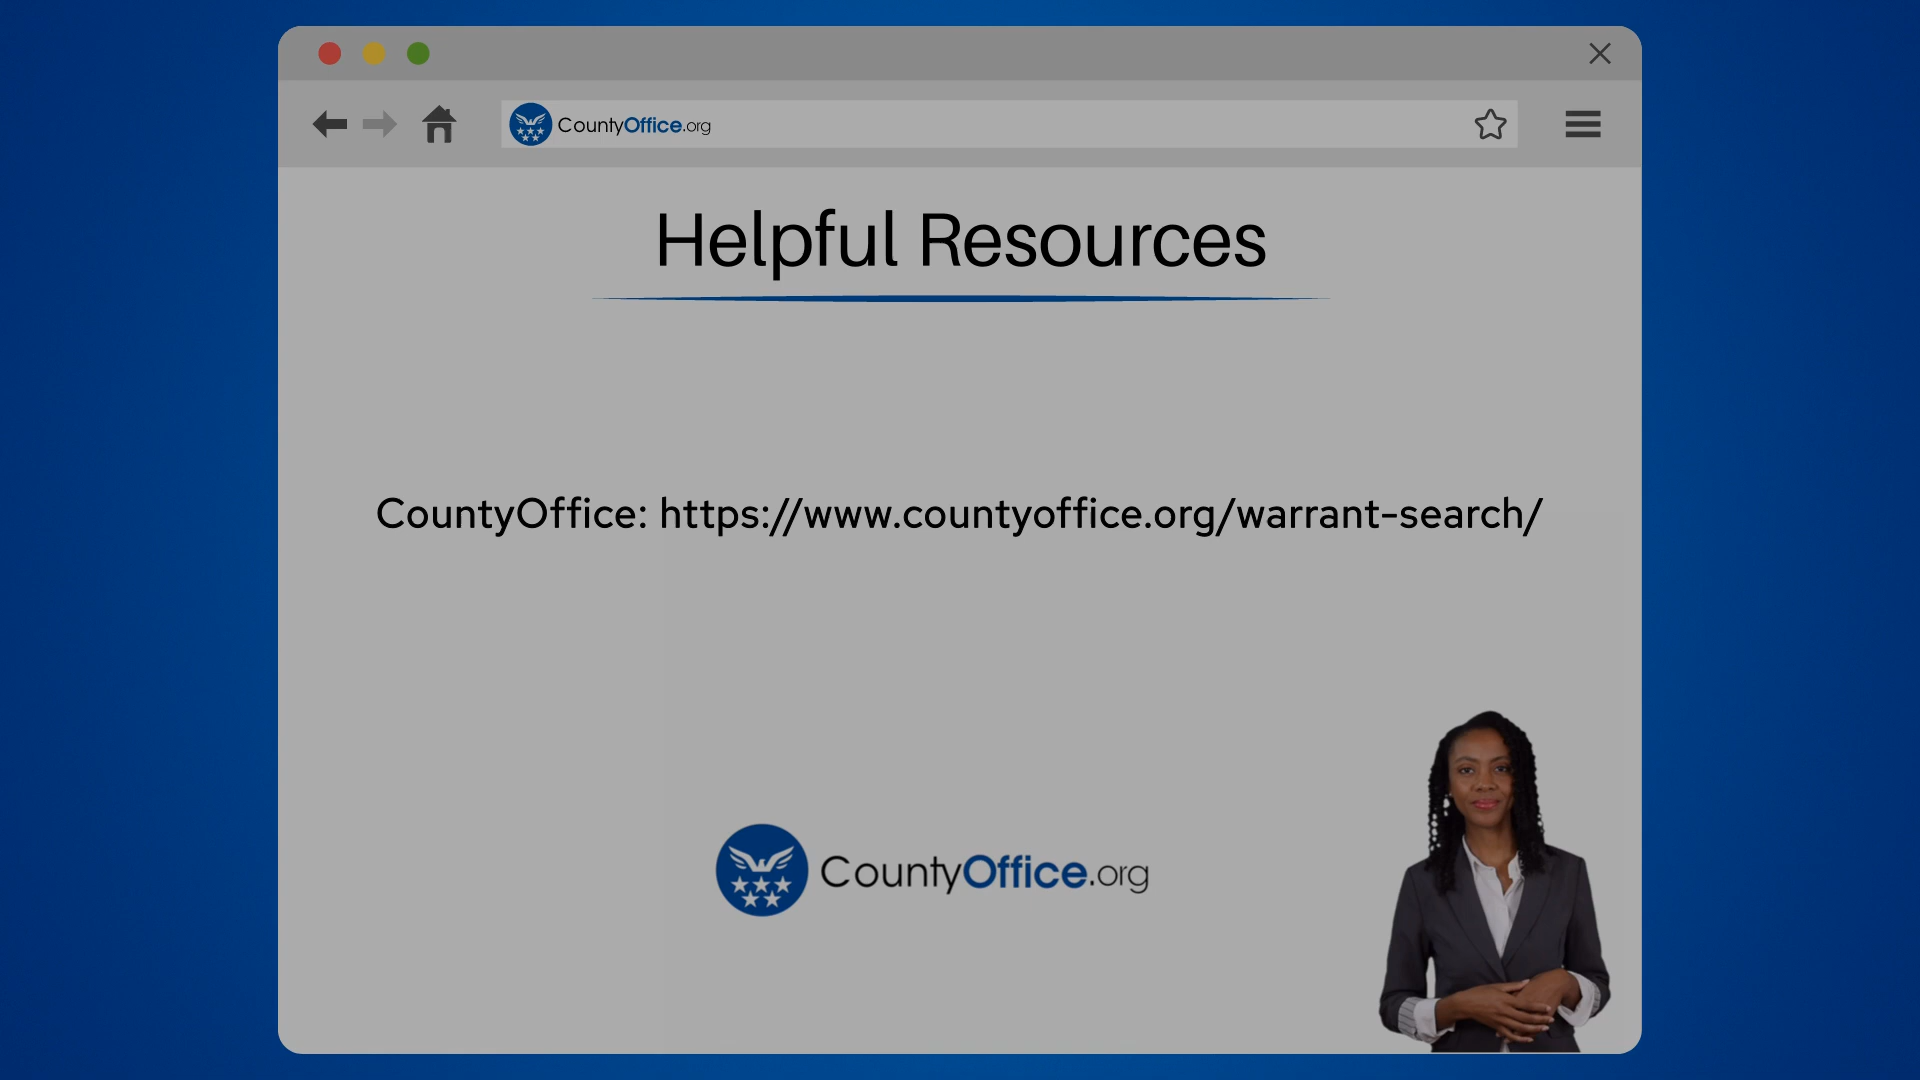 CountyOffice.org
Helpful Resources
CountyOffice: https://www.countyoffice.org/warrant-search/
CountyOffice.org